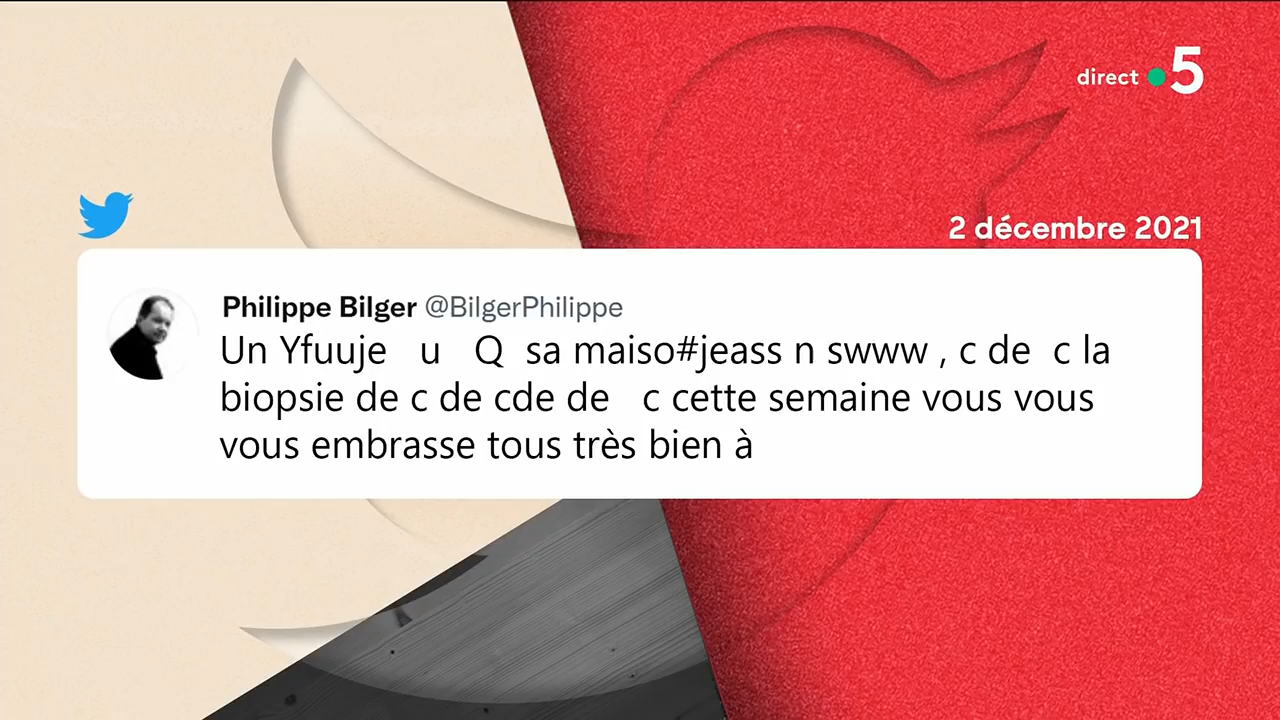 direct 5
2 décembre 2021
Philippe Bilger @BilgerPhilippe
Un Yfuuje u Q sa maiso#jeass n swww , c de c la
biopsie de c de cde de c cette semaine vous vous
vous embrasse tous très bien à